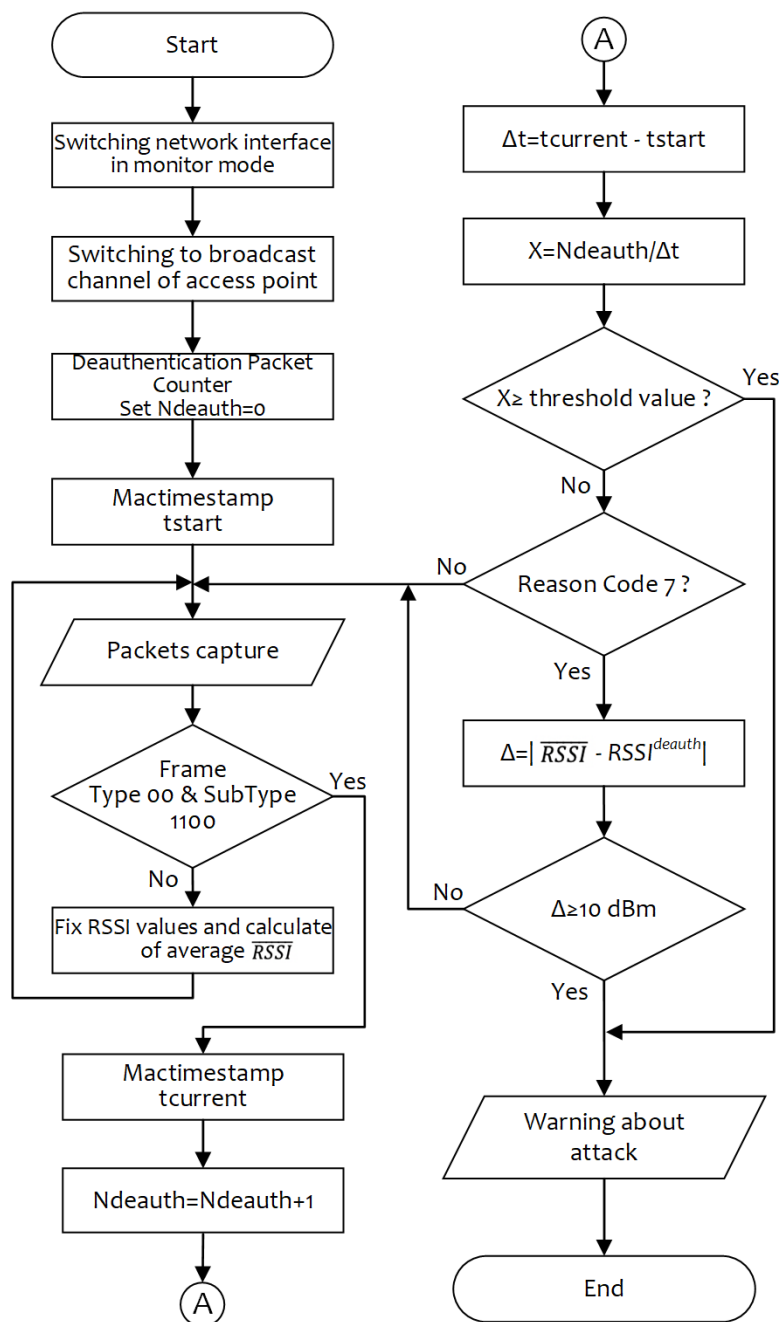 Start
Switching network interface
in monitor mode
Switching to broadcast
channel of access point
Deauthentication Packet
Counter
Set Ndeauth=0
Mactimestamp
tstart
Packets capture
Frame
Type 00 & SubType
1100
Yes
No
Fix RSSI values and calculate
of average RSSI
Mactimestamp
tcurrent
Ndeauth=Ndeauth+1
A
A
Δt=tcurrent - tstart
X=Ndeauth/Δt
X≥ threshold value ?
Yes
No
Reason Code 7 ?
No
Yes
Δ=| RSSI - RSSI^deauth|
Δ≥10 dBm
No
Yes
Warning about
attack
End